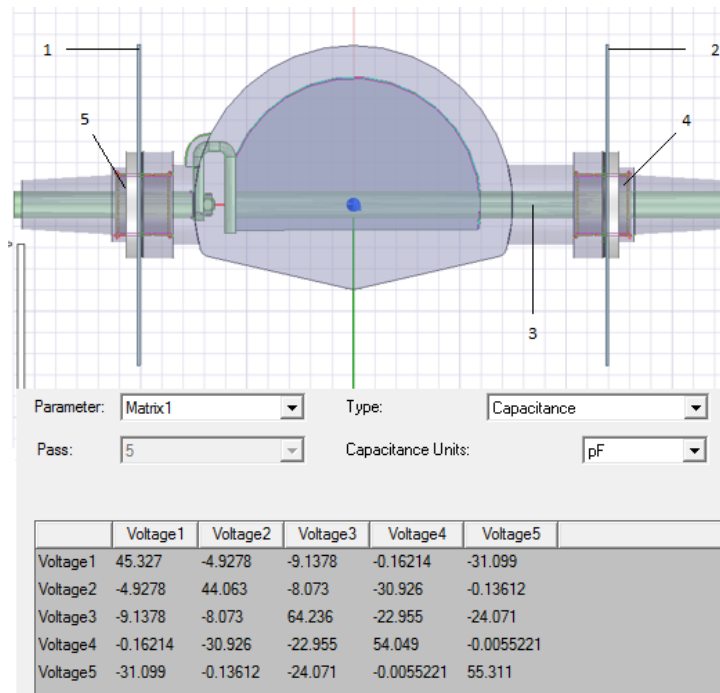 1 2
5 4
3
Parameter: Matrix1 Type: Capacitance
Pass: 5 Capacitance Units: pF
Voltage1 Voltage2 Voltage3 Voltage4 Voltage5
Voltage1 45.327 -4.9278 -9.1378 -0.16214 -31.099
Voltage2 -4.9278 44.063 -8.073 -30.926 -0.13612
Voltage3 -9.1378 -8.073 64.236 -22.955 -24.071
Voltage4 -0.16214 -30.926 -22.955 54.049 -0.0055221
Voltage5 -31.099 -0.13612 -24.071 -0.0055221 55.311